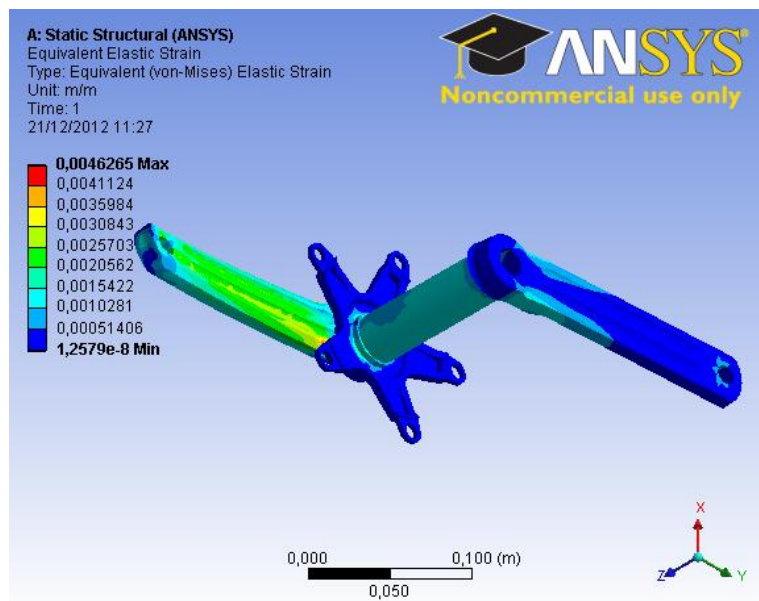 A: Static Structural (ANSYS)
Equivalent Elastic Strain
Type: Equivalent (von-Mises) Elastic Strain
Unit: m/m
Time: 1
21/12/2012 11:27
ANSYS®
Noncommercial use only
0,0046265 Max
0,0041124
0,0035984
0,0030843
0,0025703
0,0020562
0,0015422
0,0010281
0,00051406
1,2579e-8 Min
0,000
0,100 (m)
0,050
X
Y
Z